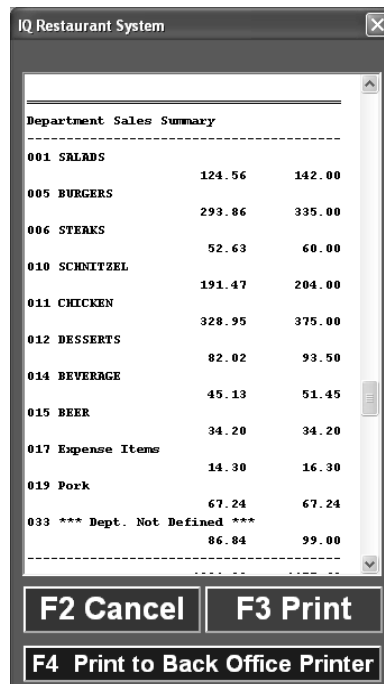 IQ Restaurant System
Department Sales Summary
001 SALADS
124.56 142.00
005 BURGERS
293.86 335.00
006 STEAKS
52.63 60.00
010 SCHNITZEL
191.47 204.00
011 CHICKEN
328.95 375.00
012 DESSERTS
82.02 93.50
014 BEVERAGE
45.13 51.45
015 BEER
34.20 34.20
017 Expense Items
14.30 16.30
019 Pork
67.24 67.24
033 *** Dept. Not Defined ***
86.84 99.00
F2 Cancel F3 Print
F4 Print to Back Office Printer